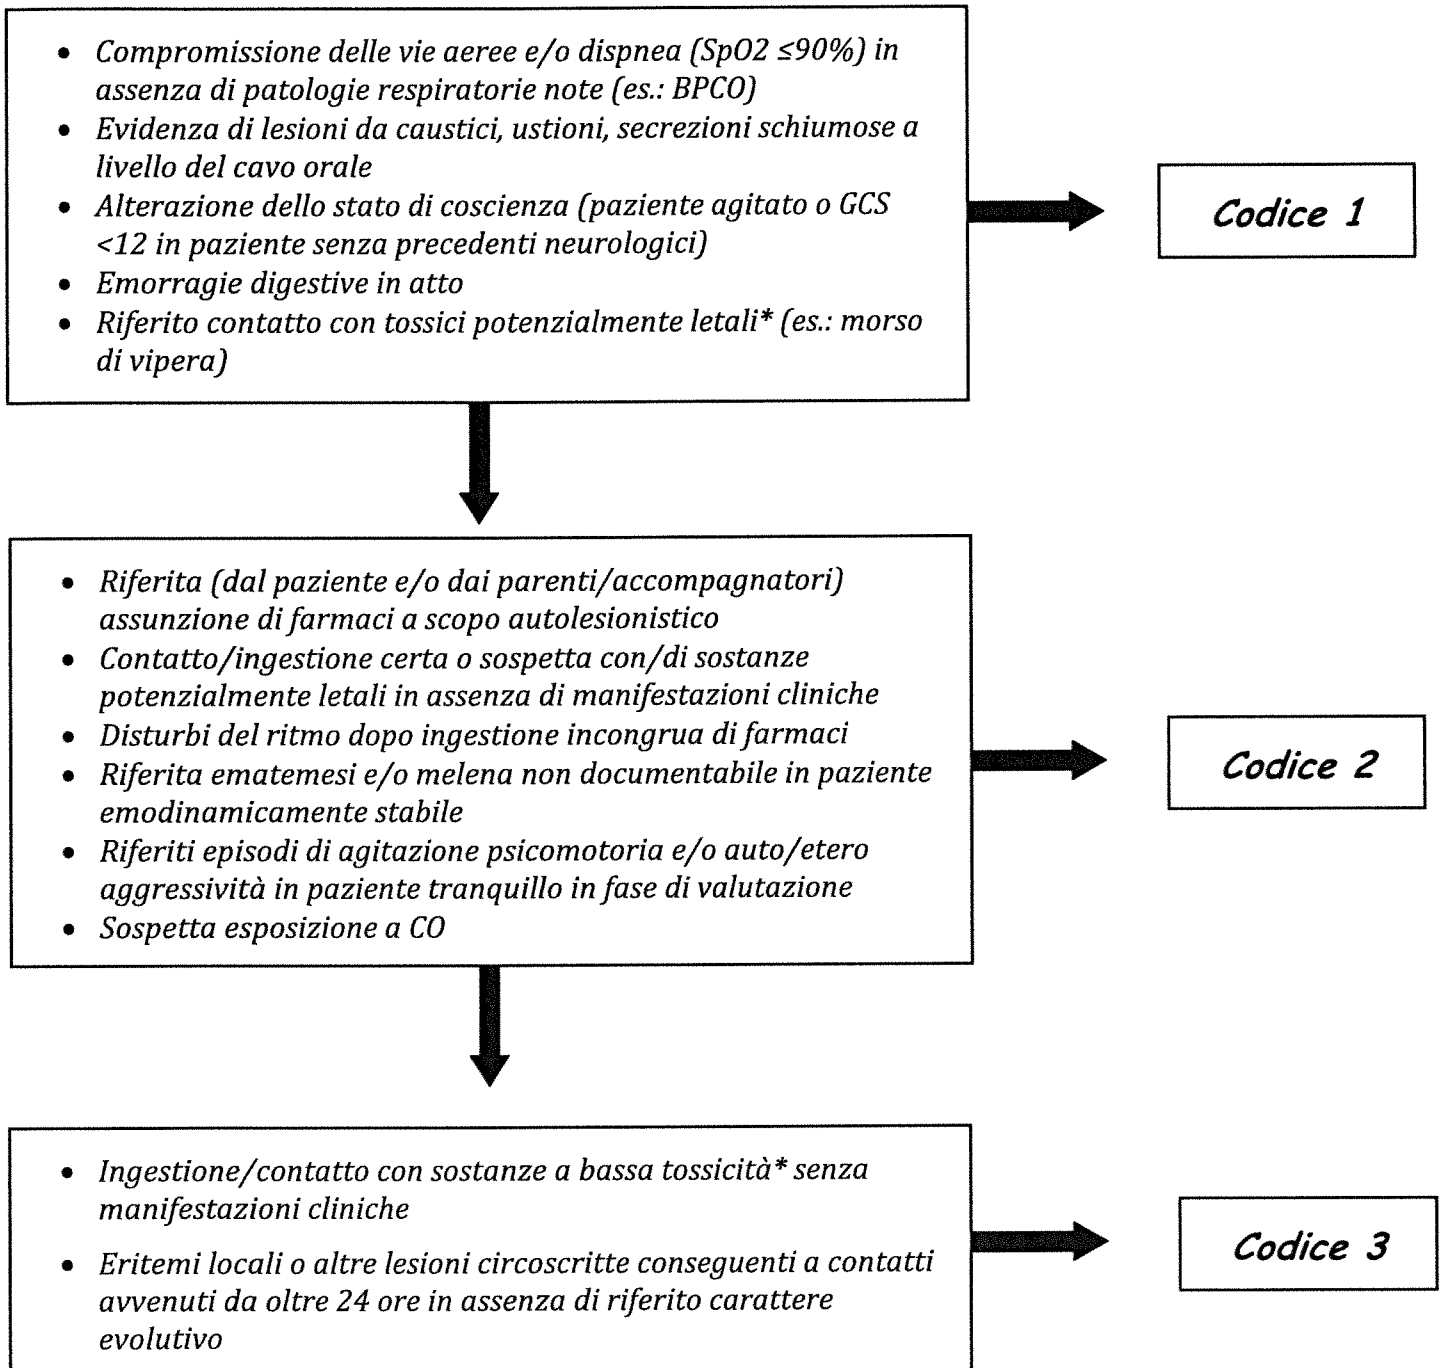 • Compromissione delle vie aeree e/o dispnea (SpO2 ≤90%) in
assenza di patologie respiratorie note (es.: BPCO)
• Evidenza di lesioni da caustici, ustioni, secrezioni schiumose a
livello del cavo orale
• Alterazione dello stato di coscienza (paziente agitato o GCS
<12 in paziente senza precedenti neurologici)
• Emorragie digestive in atto
• Riferito contatto con tossici potenzialmente letali* (es.: morso
di vipera)
Codice 1
• Riferita (dal paziente e/o dai parenti/accompagnatori)
assunzione di farmaci a scopo autolesionistico
• Contatto/ingestione certa o sospetta con/di sostanze
potenzialmente letali in assenza di manifestazioni cliniche
• Disturbi del ritmo dopo ingestione incongrua di farmaci
• Riferita ematemesi e/o melena non documentabile in paziente
emodinamicamente stabile
• Riferiti episodi di agitazione psicomotoria e/o auto/etero
aggressività in paziente tranquillo in fase di valutazione
• Sospetta esposizione a CO
Codice 2
• Ingestione/contatto con sostanze a bassa tossicità* senza
manifestazioni cliniche
• Eritemi locali o altre lesioni circoscritte conseguenti a contatti
avvenuti da oltre 24 ore in assenza di riferito carattere
evolutivo
Codice 3